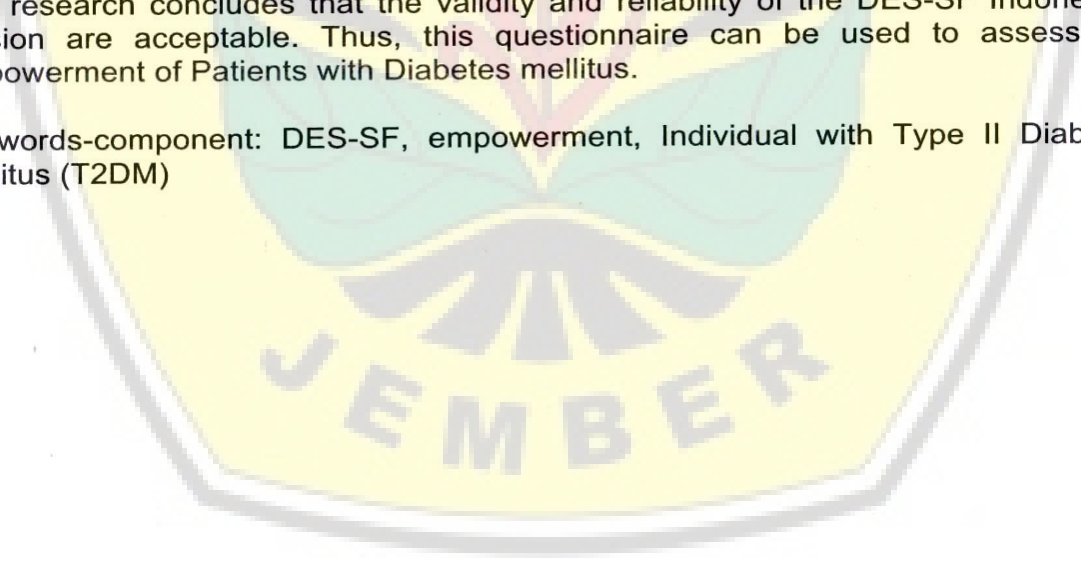 research concludes that the validity and reliability of the DES-SF Indone
sion are acceptable. Thus, this questionnaire can be used to assess
powerment of Patients with Diabetes mellitus.
words-component: DES-SF, empowerment, Individual with Type II Diab
itus (T2DM)
JEMBER